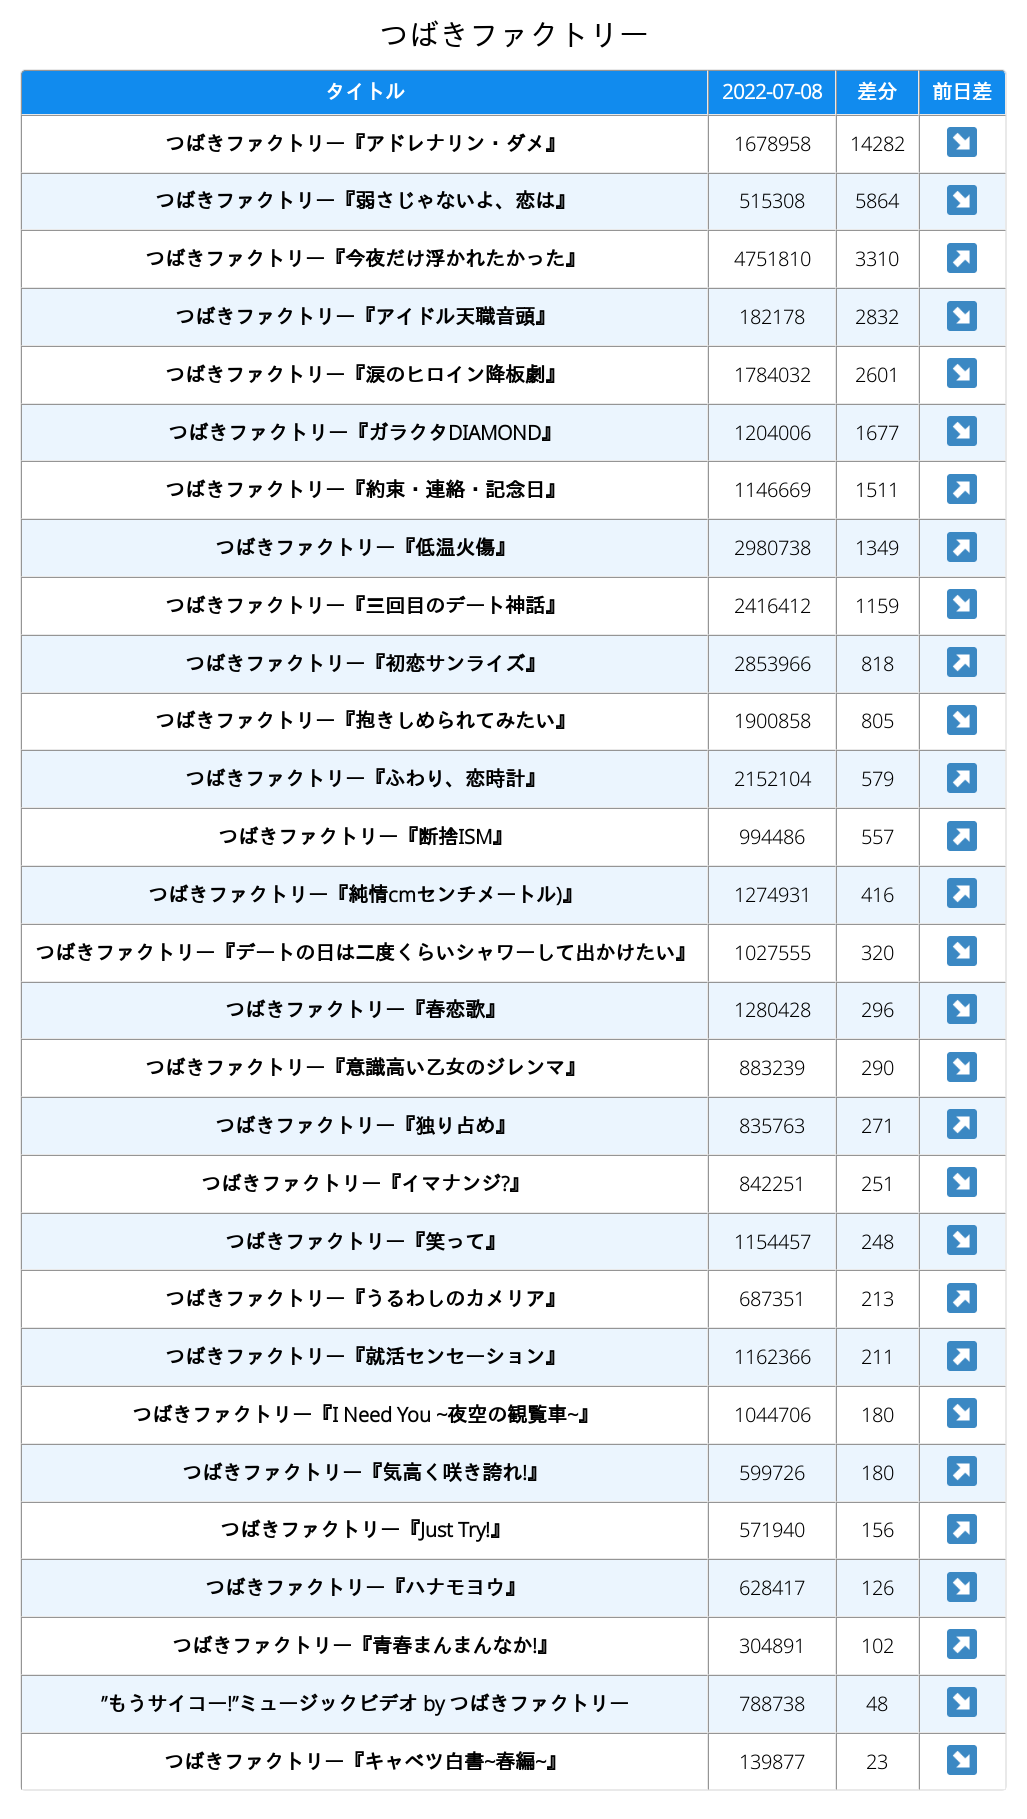 つばきファクトリー
タイトル 2022-07-08 差分 前日差
つばきファクトリー『アドレナリン・ダメ』 1678958 14282
つばきファクトリー『弱さじゃないよ、恋は』 515308 5864
つばきファクトリー『今夜だけ浮かれたかった』 4751810 3310
つばきファクトリー『アイドル天職音頭』 182178 2832
つばきファクトリー『涙のヒロイン降板劇』 1784032 2601
つばきファクトリー『ガラクタDIAMOND』 1204006 1677
つばきファクトリー『約束・連絡・記念日』 1146669 1511
つばきファクトリー『低温火傷』 2980738 1349
つばきファクトリー『三回目のデート神話』 2416412 1159
つばきファクトリー『初恋サンライズ』 2853966 818
つばきファクトリー『抱きしめられてみたい』 1900858 805
つばきファクトリー『ふわり、恋時計』 2152104 579
つばきファクトリー『断捨ISM』 994486 557
つばきファクトリー『純情cmセンチメートル)』 1274931 416
つばきファクトリー『デートの日は二度くらいシャワーして出かけたい』 1027555 320
つばきファクトリー『春恋歌』 1280428 296
つばきファクトリー『意識高い乙女のジレンマ』 883239 290
つばきファクトリー『独り占め』 835763 271
つばきファクトリー『イマナンジ?』 842251 251
つばきファクトリー『笑って』 1154457 248
つばきファクトリー『うるわしのカメリア』 687351 213
つばきファクトリー『就活センセーション』 1162366 211
つばきファクトリー『I Need You ~夜空の観覧車~』 1044706 180
つばきファクトリー『気高く咲き誇れ!』 599726 180
つばきファクトリー『Just Try!』 571940 156
つばきファクトリー『ハナモヨウ』 628417 126
つばきファクトリー『青春まんまんなか!』 304891 102
”もうサイコー!”ミュージックビデオ by つばきファクトリー 788738 48
つばきファクトリー『キャベツ白書~春編~』 139877 23